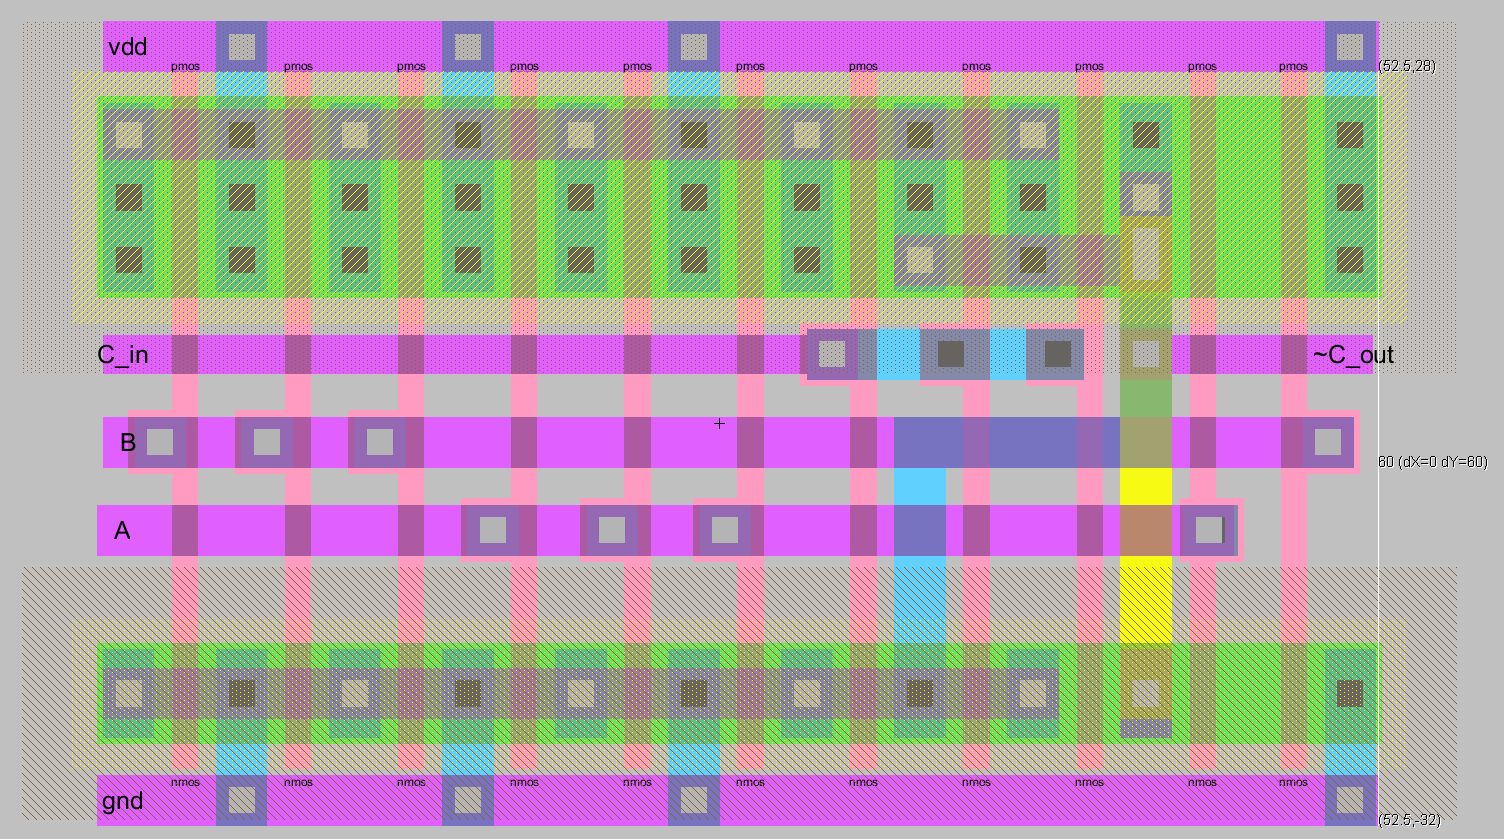 vdd
pmos pmos pmos pmos pmos pmos pmos pmos pmos pmos pmos
(52.5,28)
C_in
~C_out
B
60 (dX=0 dY=60)
A
nmos nmos nmos nmos nmos nmos nmos nmos nmos nmos nmos
gnd
(52.5,-32)